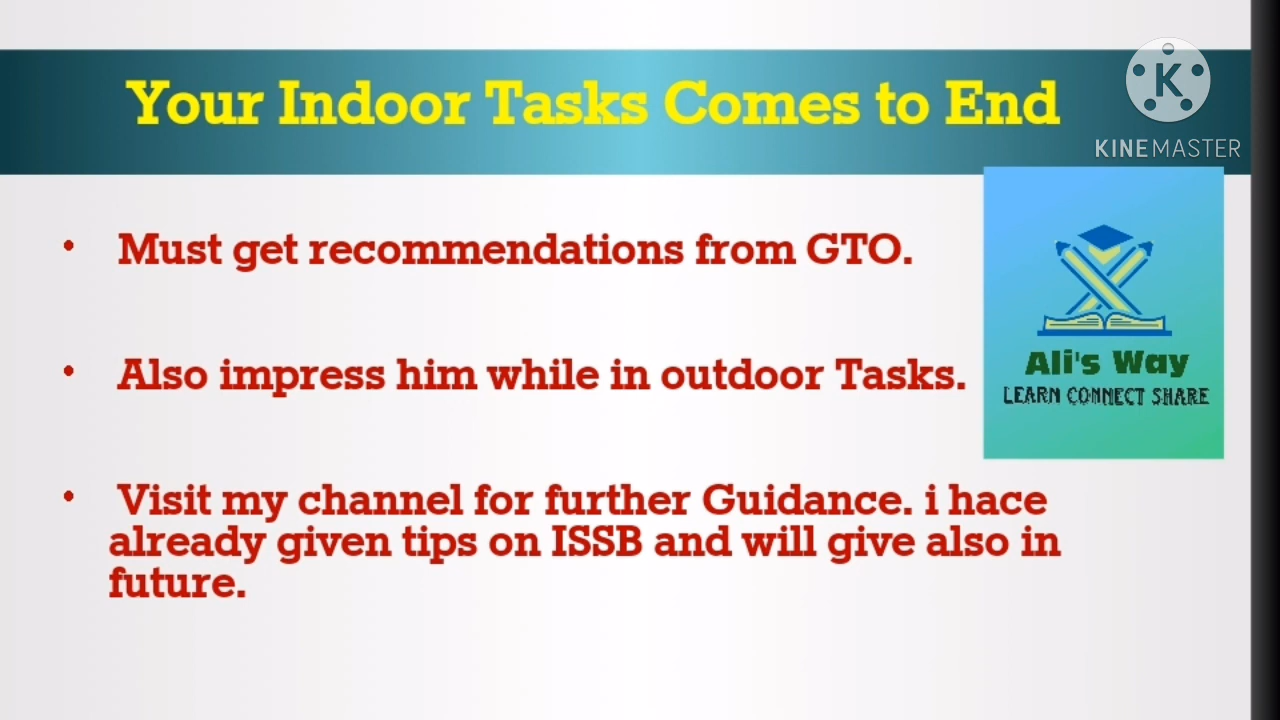 Your Indoor Tasks Comes to End
K
KINEMASTER
• Must get recommendations from GTO.
• Also impress him while in outdoor Tasks.
Ali's Way
LEARN CONNECT SHARE
• Visit my channel for further Guidance. i hace
already given tips on ISSB and will give also in
future.